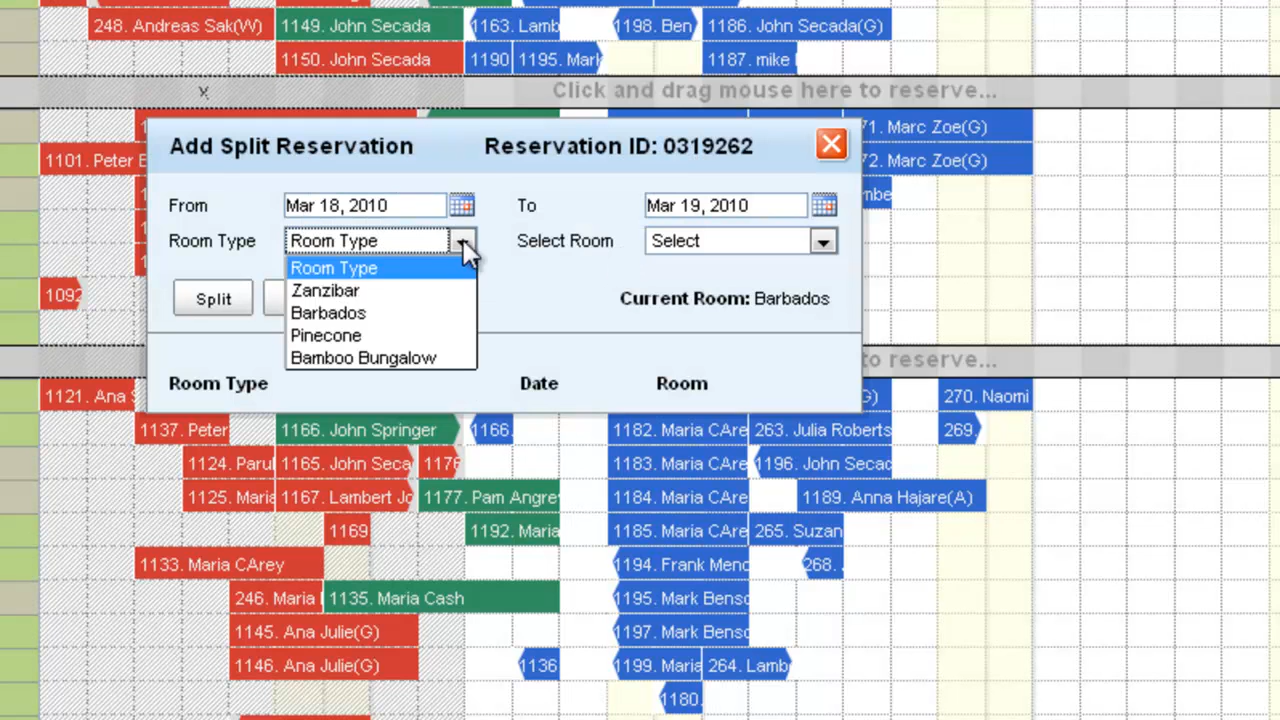 248. Andreas Sak(W) 1149. John Secada 1163. Lamb 1198. Ben 1186. John Secada(G)
1150. John Secada 1190 1195. Mark 1187. mike
X Click and drag mouse here to reserve...
71. Marc Zoe(G)
Add Split Reservation Reservation ID: 0319262
1101. Peter 72. Marc Zoe(G)
From Mar 18, 2010 To Mar 19, 2010
Room Type Room Type Select Room Select
Room Type
Zanzibar
1092 Split Current Room: Barbados
Barbados
Pinecone
Bamboo Bungalow to reserve...
Room Type Date Room
1121. Ana G) 270. Naomi
1137. Peter 1166. John Springer 1166. 1182. Maria CAre 263. Julia Roberts 269.
1124. Parul 1165. John Seca 1176 1183. Maria CAre 1196. John Secad
1125. Maria 1167. Lambert Jo 1177. Pam Angrey 1184. Maria CAre 1189. Anna Hajare(A)
1169 1192. Maria 1185. Maria CAre 265. Suzan
1133. Maria CArey 1194. Frank Mend 268.
246. Maria 1135. Maria Cash 1195. Mark Benso
1145. Ana Julie(G) 1197. Mark Benso
1146. Ana Julie(G) 1136 1199. Maria 264. Lamb
1180.